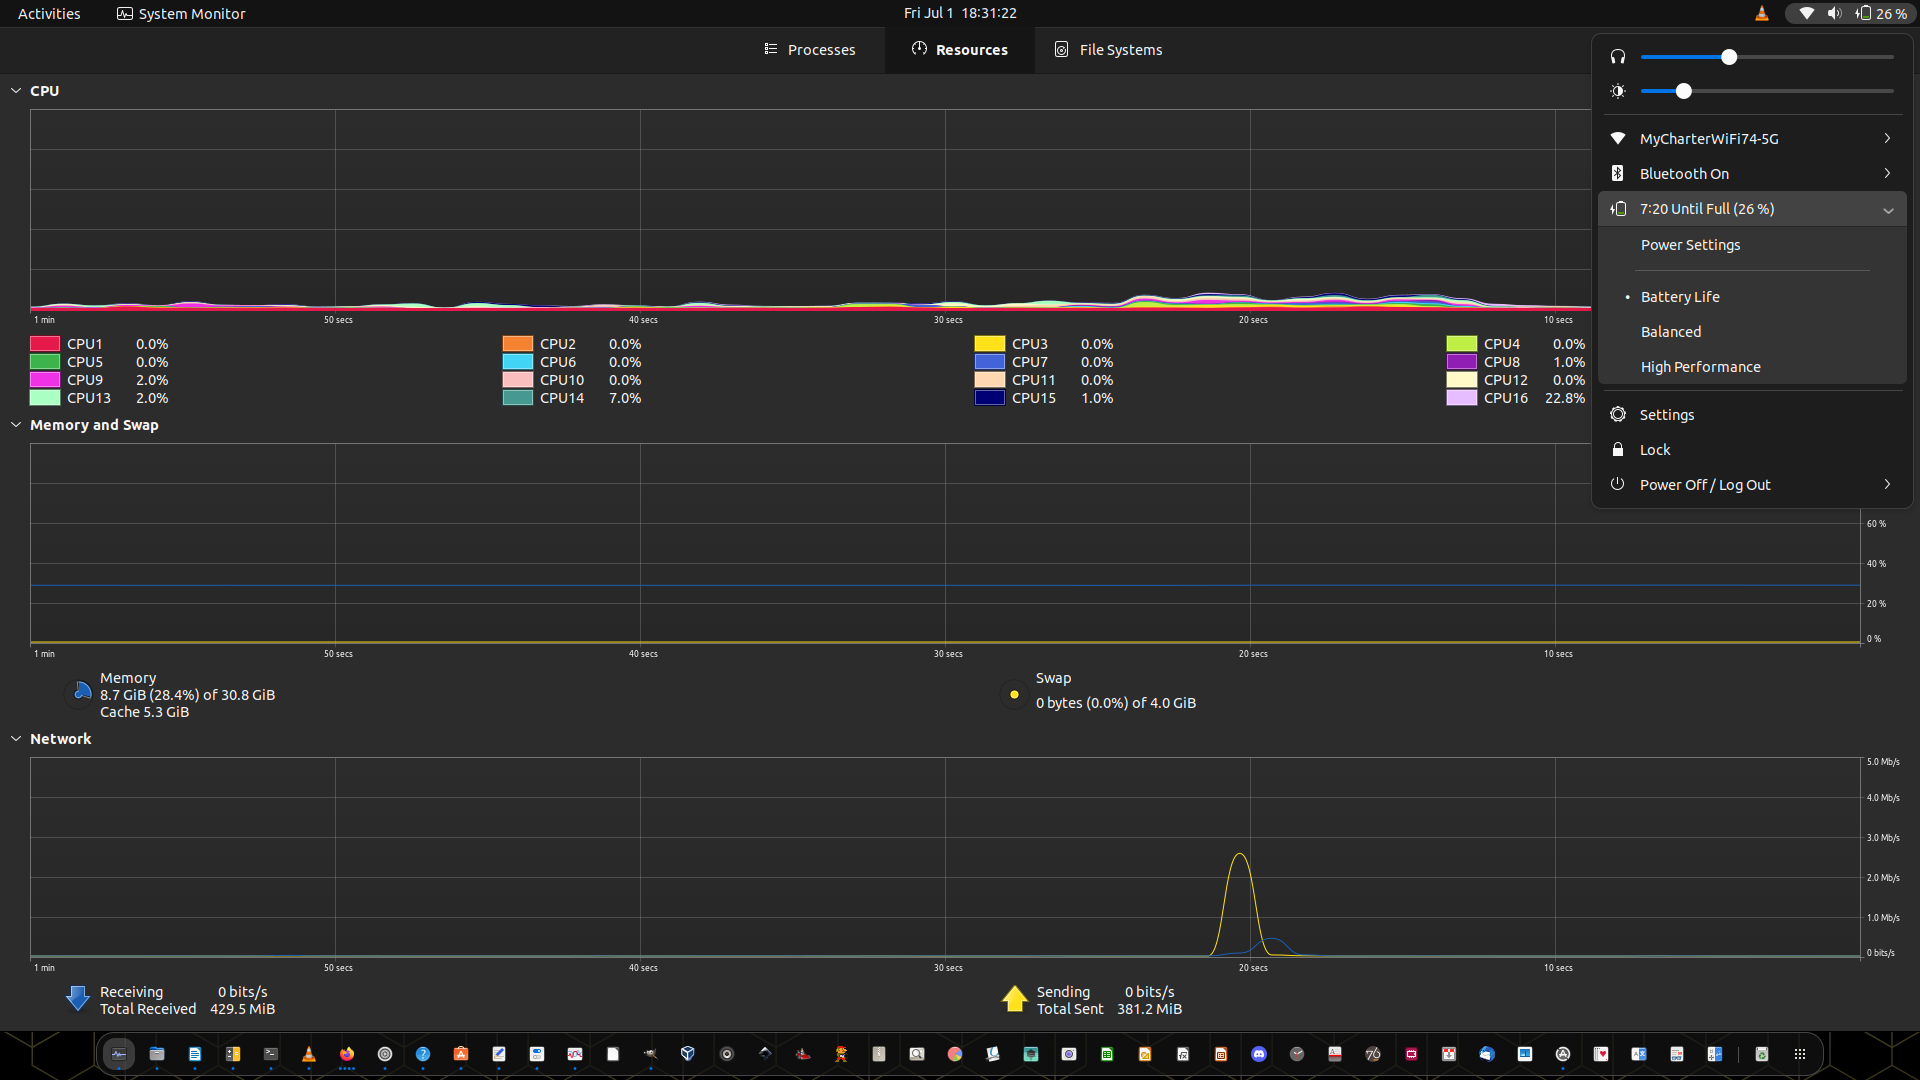 Activities
System Monitor
Fri Jul 1 18:31:22
26 %
Processes
Resources
File Systems
CPU
1 min
50 secs
40 secs
30 secs
20 secs
10 secs
CPU1 0.0%
CPU2 0.0%
CPU3 0.0%
CPU4 0.0%
CPU5 0.0%
CPU6 0.0%
CPU7 0.0%
CPU8 1.0%
CPU9 2.0%
CPU10 0.0%
CPU11 0.0%
CPU12 0.0%
CPU13 2.0%
CPU14 7.0%
CPU15 1.0%
CPU16 22.8%
MyCharterWiFi74-5G
Bluetooth On
7:20 Until Full (26 %)
Power Settings
• Battery Life
Balanced
High Performance
Settings
Lock
Power Off / Log Out
Memory and Swap
60 %
40 %
20 %
0 %
1 min
50 secs
40 secs
30 secs
20 secs
10 secs
Memory
8.7 GiB (28.4%) of 30.8 GiB
Cache 5.3 GiB
Swap
0 bytes (0.0%) of 4.0 GiB
Network
5.0 Mb/s
4.0 Mb/s
3.0 Mb/s
2.0 Mb/s
1.0 Mb/s
0 bits/s
1 min
50 secs
40 secs
30 secs
20 secs
10 secs
Receiving 0 bits/s
Total Received 429.5 MiB
Sending 0 bits/s
Total Sent 381.2 MiB